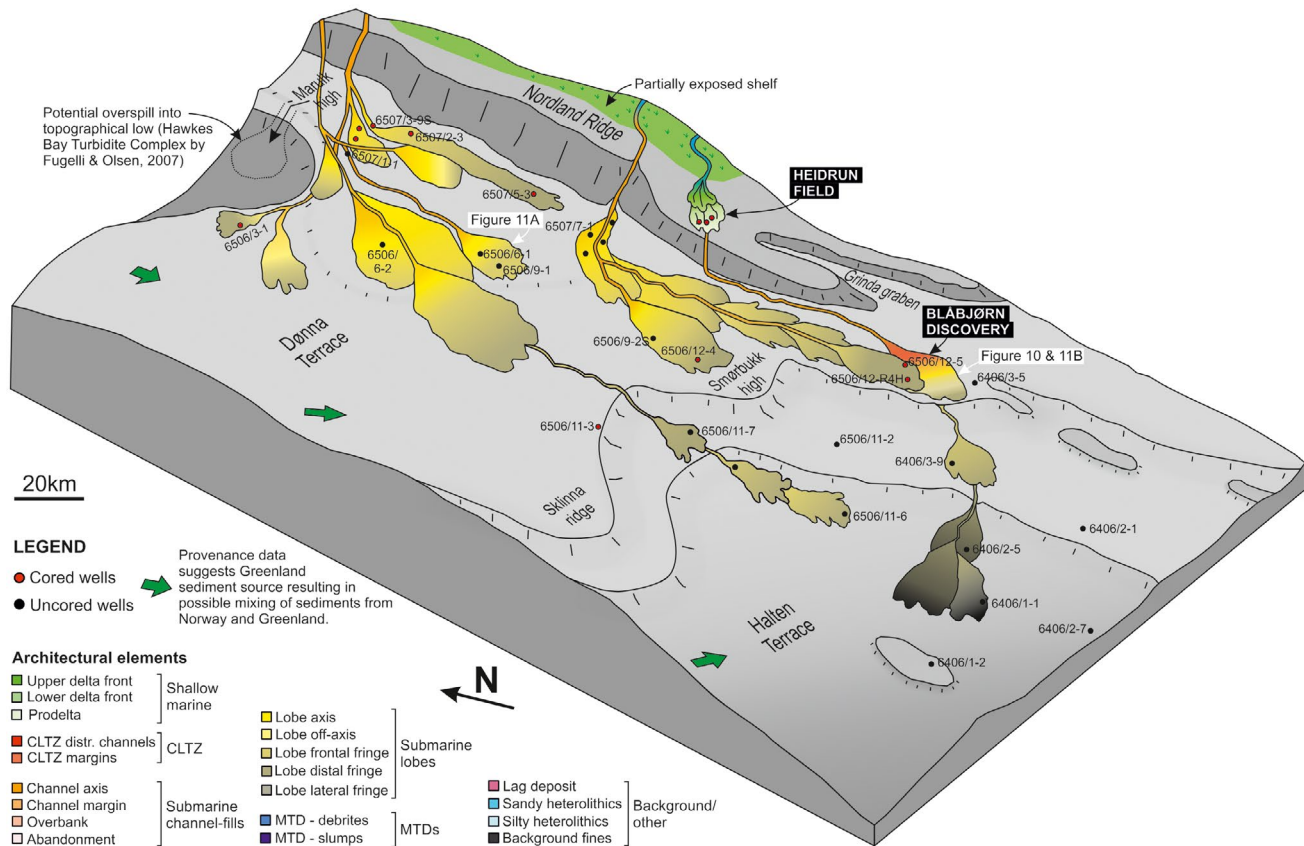 Partially exposed shelf
Nordland Ridge
Marulk
high
Potential overspill into
topographical low (Hawkes
Bay Turbidite Complex by
Fugelli & Olsen, 2007)
6507/3-9S
6507/2-3
6507/1-1
6507/5-3
HEIDRUN
FIELD
Figure 11A
6507/7-1
6506/3-1
6506/
6-2
6506/6-1
6506/9-1
Grinda graben
BLÅBJØRN
DISCOVERY
Dønna
Terrace
6506/9-2S
6506/12-4
6506/12-5
Figure 10 & 11B
Smørbukk
high
6506/12-R4H
6406/3-5
6506/11-3
6506/11-7
6506/11-2
6406/3-9
20km
Sklinna
ridge
6506/11-6
6406/2-1
6406/2-5
6406/1-1
6406/2-7
Halten
Terrace
6406/1-2
N
LEGEND
Cored wells
Uncored wells
Provenance data
suggests Greenland
sediment source resulting in
possible mixing of sediments from
Norway and Greenland.
Architectural elements
Upper delta front
Lower delta front
Prodelta
Shallow
marine
CLTZ distr. channels
CLTZ margins
CLTZ
Channel axis
Channel margin
Overbank
Abandonment
Submarine
channel-fills
Lobe axis
Lobe off-axis
Lobe frontal fringe
Lobe distal fringe
Lobe lateral fringe
Submarine
lobes
MTD - debrites
MTD - slumps
MTDs
Lag deposit
Sandy heterolithics
Silty heterolithics
Background fines
Background/
other